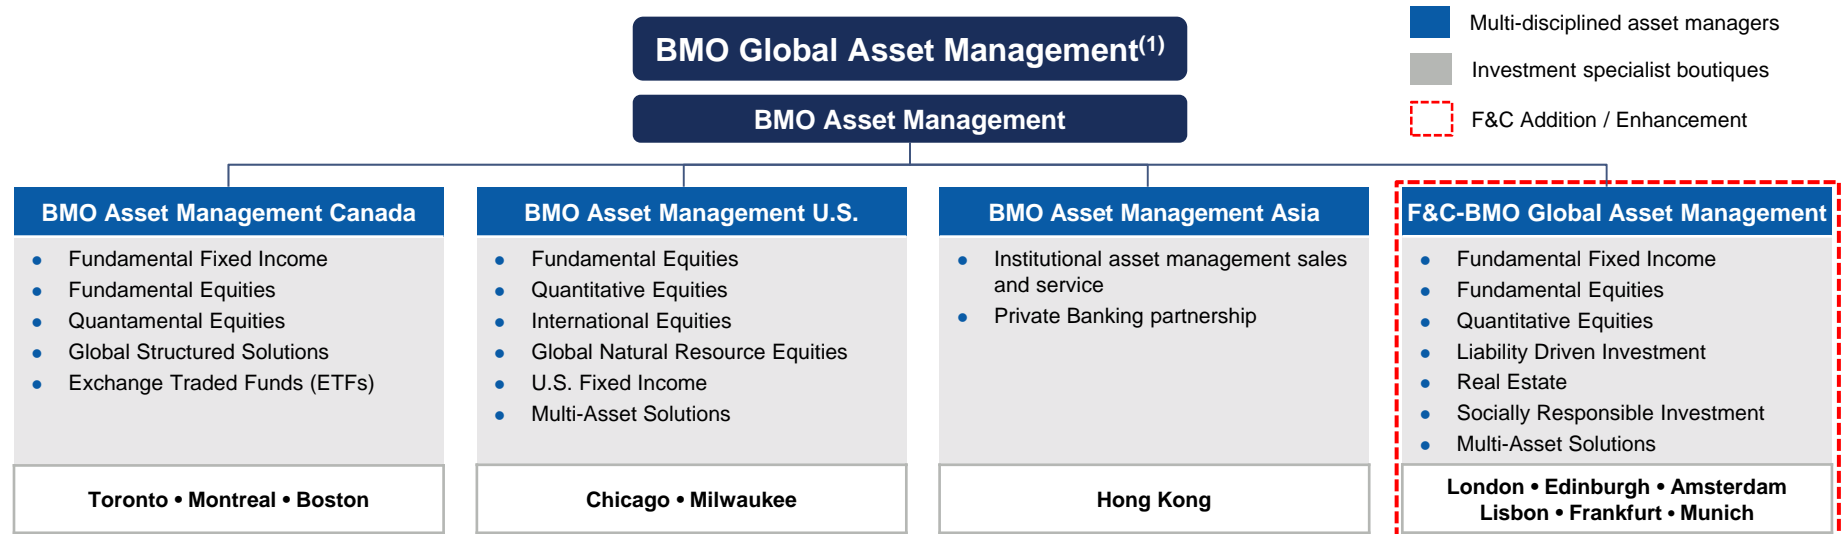 BMO Global Asset Management(1)
BMO Asset Management
Multi-disciplined asset managers
Investment specialist boutiques
F&C Addition / Enhancement
BMO Asset Management Canada
• Fundamental Fixed Income
• Fundamental Equities
• Quantamental Equities
• Global Structured Solutions
• Exchange Traded Funds (ETFs)
Toronto • Montreal • Boston
BMO Asset Management U.S.
• Fundamental Equities
• Quantitative Equities
• International Equities
• Global Natural Resource Equities
• U.S. Fixed Income
• Multi-Asset Solutions
Chicago • Milwaukee
BMO Asset Management Asia
• Institutional asset management sales
and service
• Private Banking partnership
Hong Kong
F&C-BMO Global Asset Management
• Fundamental Fixed Income
• Fundamental Equities
• Quantitative Equities
• Liability Driven Investment
• Real Estate
• Socially Responsible Investment
• Multi-Asset Solutions
London • Edinburgh • Amsterdam
Lisbon • Frankfurt • Munich